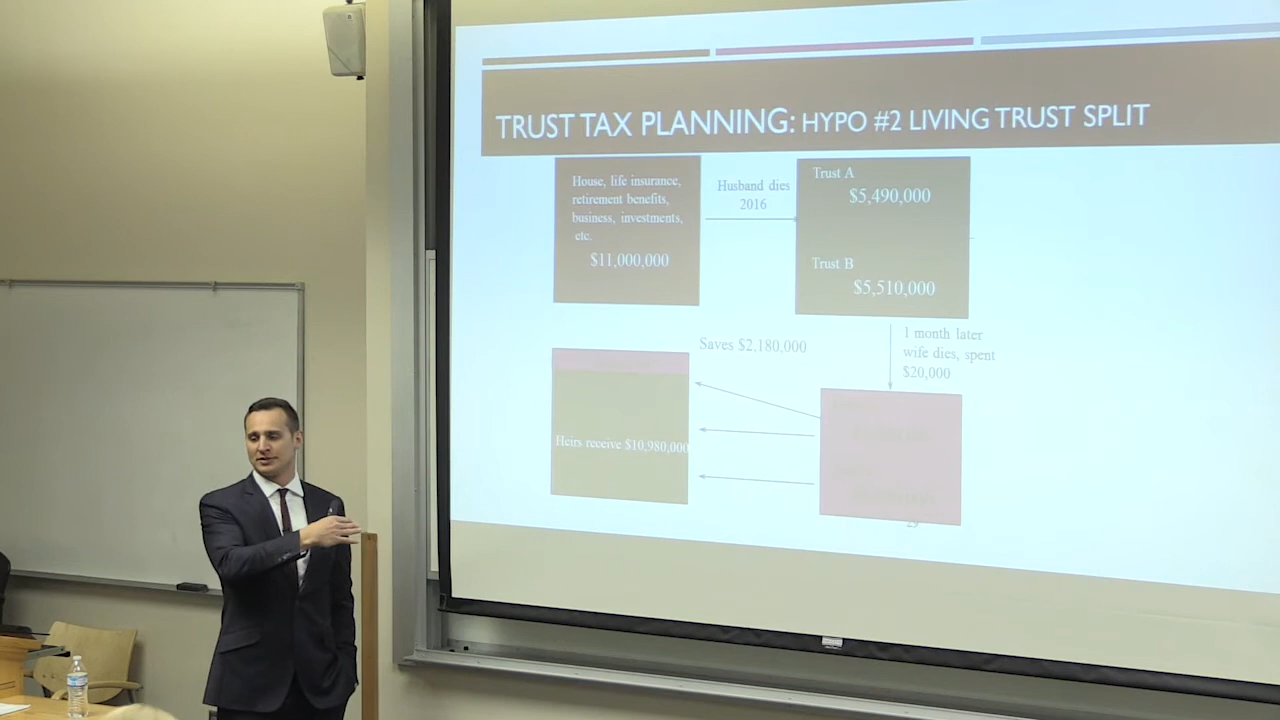 TRUST TAX PLANNING: HYPO #2 LIVING TRUST SPLIT
House, life insurance,
retirement benefits,
business, investments,
etc.
$11,000,000
Husband dies
2016
Trust A
$5,490,000
Trust B
$5,510,000
1 month later
wife dies, spent
$20,000
Saves $2,180,000
Heirs receive $10,980,000
29